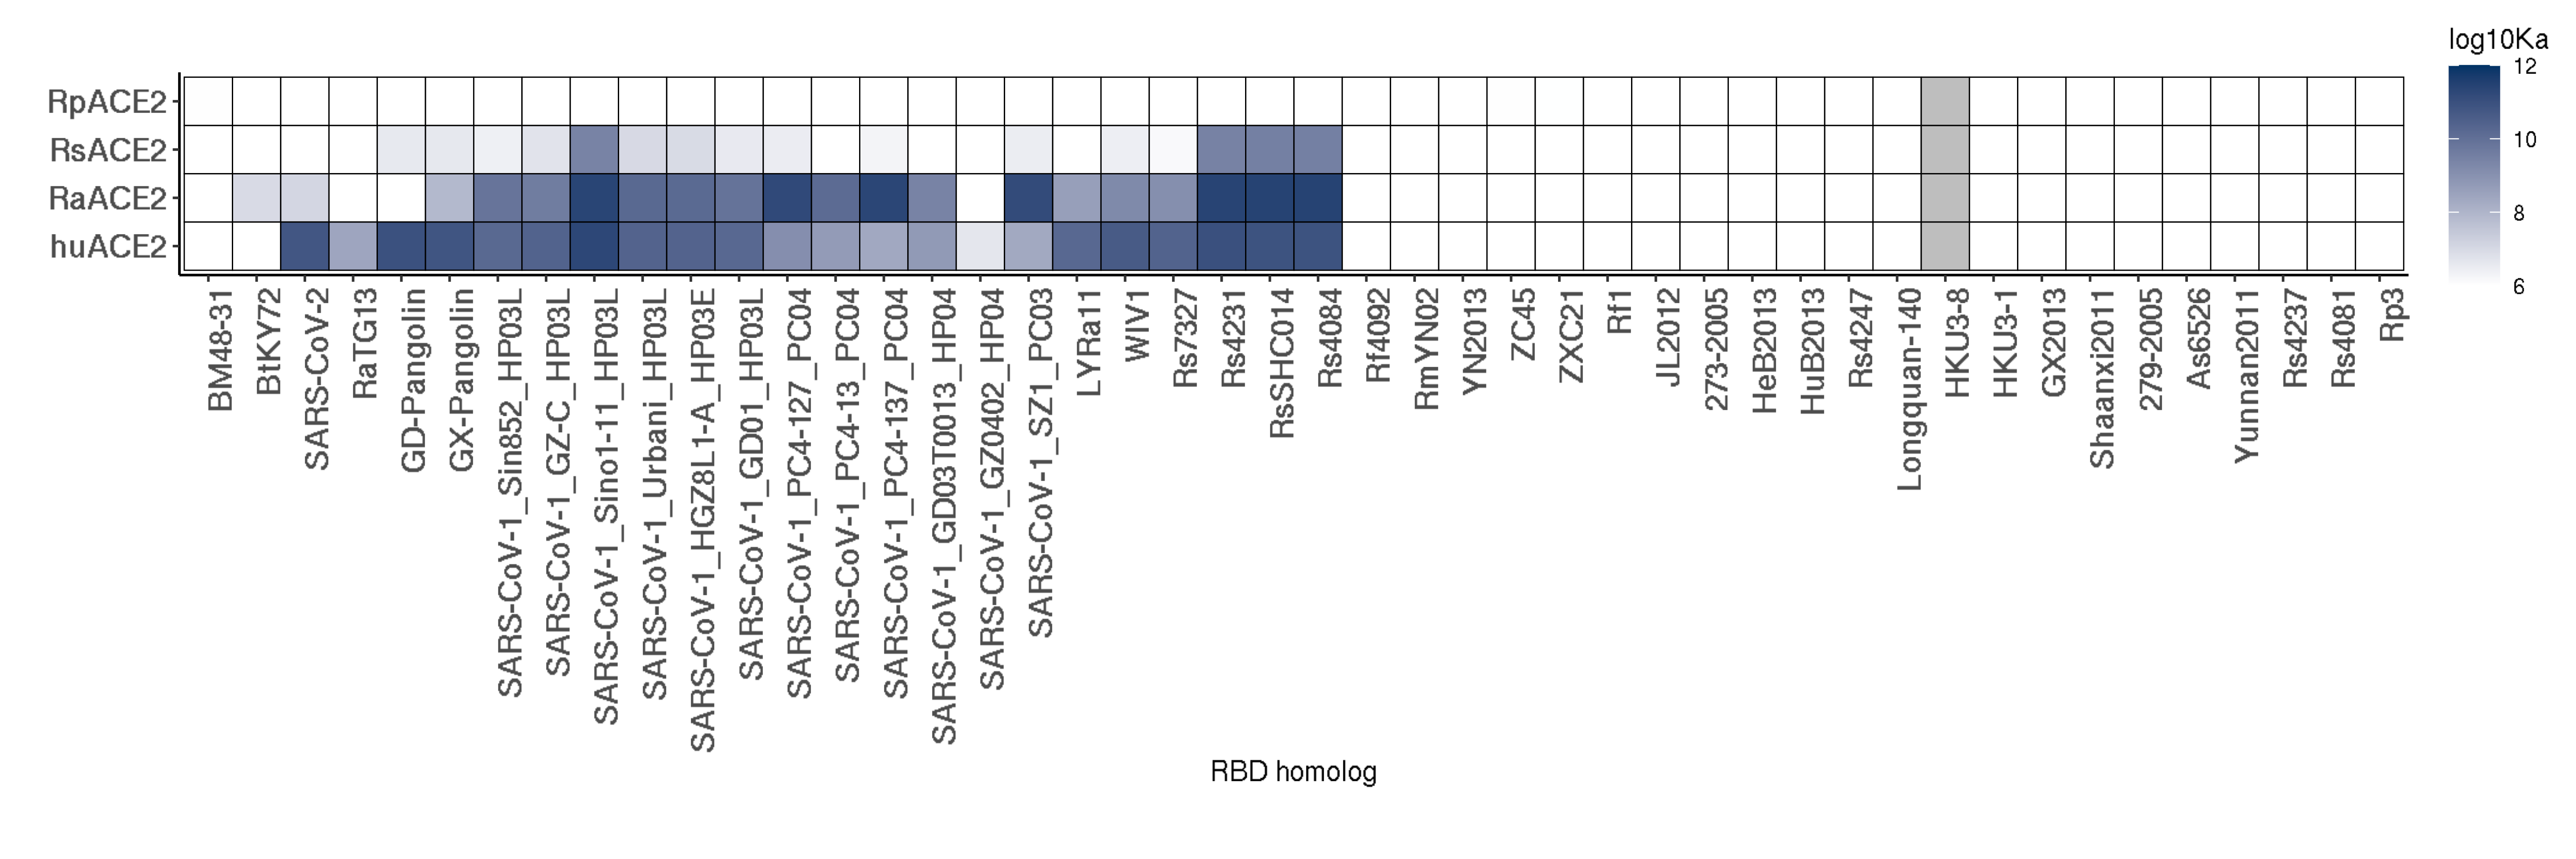 log10Ka
12
10
8
6
RpACE2
RsACE2
RaACE2
huACE2
BM48-31
BtKY72
SARS-CoV-2
RaTG13
GD-Pangolin
GX-Pangolin
SARS-CoV-1_Sin852_HP03L
SARS-CoV-1_GZ-C_HP03L
SARS-CoV-1_Sino1-11_HP03L
SARS-CoV-1_Urbani_HP03L
SARS-CoV-1_HGZ8L1-A_HP03E
SARS-CoV-1_GD01_HP03L
SARS-CoV-1_PC4-127_PC04
SARS-CoV-1_PC4-13_PC04
SARS-CoV-1_PC4-137_PC04
SARS-CoV-1_GD03T0013_HP04
SARS-CoV-1_GZ0402_HP04
SARS-CoV-1_SZ1_PC03
LYRa11
WIV1
Rs7327
Rs4231
RsSHC014
Rs4084
Rf4092
RmYN02
YN2013
ZC45
ZXC21
Rf1
JL2012
273-2005
HeB2013
HuB2013
Rs4247
Longquan-140
HKU3-8
HKU3-1
GX2013
Shaanxi2011
279-2005
As6526
Yunnan2011
Rs4237
Rs4081
Rp3
RBD homolog